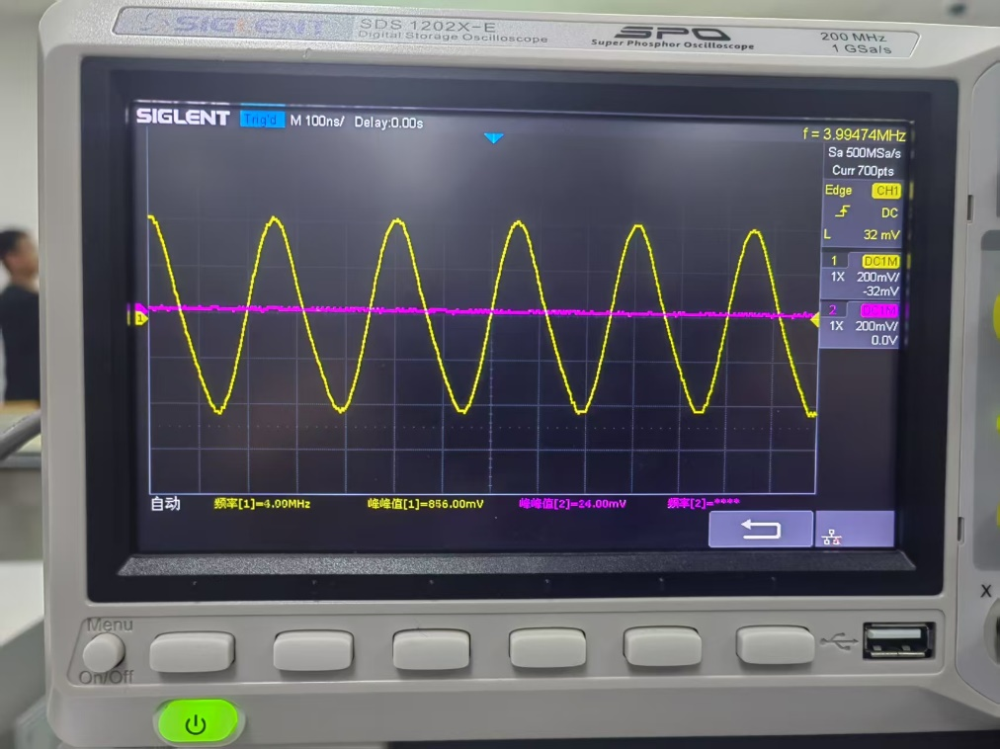 SIGLENT SDS 1202X-E
Digital Storage Oscilloscope
SPO
Super Phosphor Oscilloscope
200 MHz
1 GSa/s
SIGLENT Trig'd M 100ns/ Delay:0.00s
f = 3.99474MHz
Sa 500MSa/s
Curr 700pts
Edge CH1
DC
L 32 mV
1 DC1M
1X 200mV/
-32mV
2 DC1M
1X 200mV/
0.0V
1
自动 频率[1]=4.00MHz 峰峰值[1]=856.00mV 峰峰值[2]=24.00mV 频率[2]=****
Menu
On/Off
X